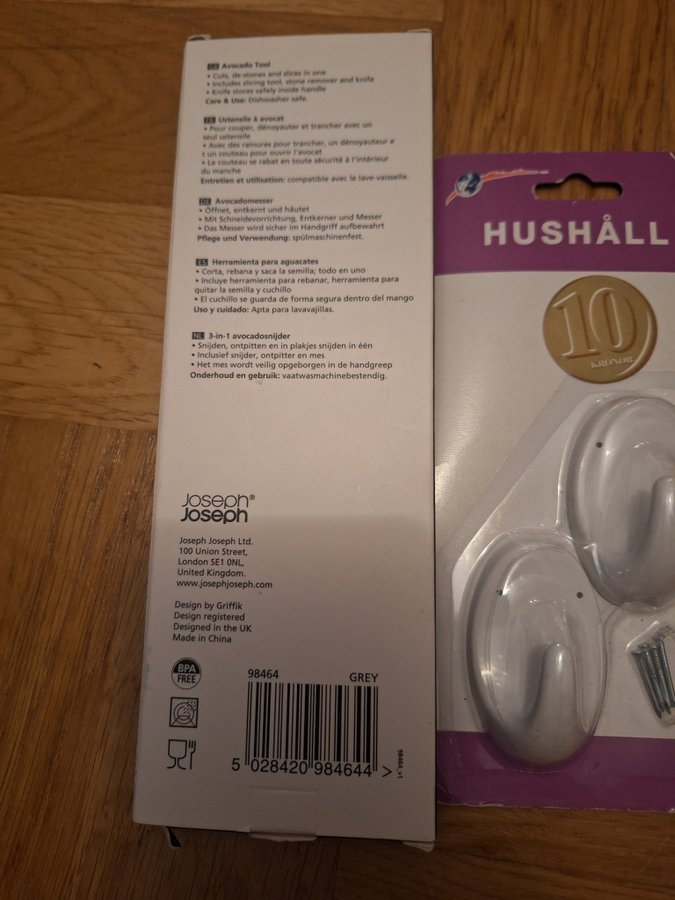 GB Avocado Tool
• Cuts, de-stones and slices in one
• Includes slicing tool, stone remover and knife
• Knife stores safely inside handle
Care & Use: Dishwasher safe.
FR Ustensile à avocat
• Pour couper, dénoyauter et trancher avec un
seul ustensile
• Avec des rainures pour trancher, un dénoyauteur e
t un couteau pour ouvrir l'avocat
• Le couteau se rabat en toute sécurité à l'intérieur
du manche
Entretien et utilisation: compatible avec le lave-vaisselle.
DE Avocadomesser
• Öffnet, entkernt und häutet
• Mit Schneidevorrichtung, Entkerner und Messer
• Das Messer wird sicher im Handgriff aufbewahrt
Pflege und Verwendung: spülmaschinenfest.
ES Herramienta para aguacates
• Corta, rebana y saca la semilla; todo en uno
• Incluye herramienta para rebanar, herramienta para
quitar la semilla y cuchillo
• El cuchillo se guarda de forma segura dentro del mango
Uso y cuidado: Apta para lavavajillas.
NL 3-in-1 avocadosnijder
• Snijden, ontpitten en in plakjes snijden in één
• Inclusief snijder, ontpitter en mes
• Het mes wordt veilig opgeborgen in de handgreep
Onderhoud en gebruik: vaatwasmachinebestendig.
Joseph®
Joseph
Joseph Joseph Ltd.
100 Union Street,
London SE1 0NL,
United Kingdom.
www.josephjoseph.com
Design by Griffik
Design registered
Designed in the UK
Made in China
BPA
FREE
98464 GREY
5 028420 984644 >
98464_v1
HUSHÅLL
10
KRONOR